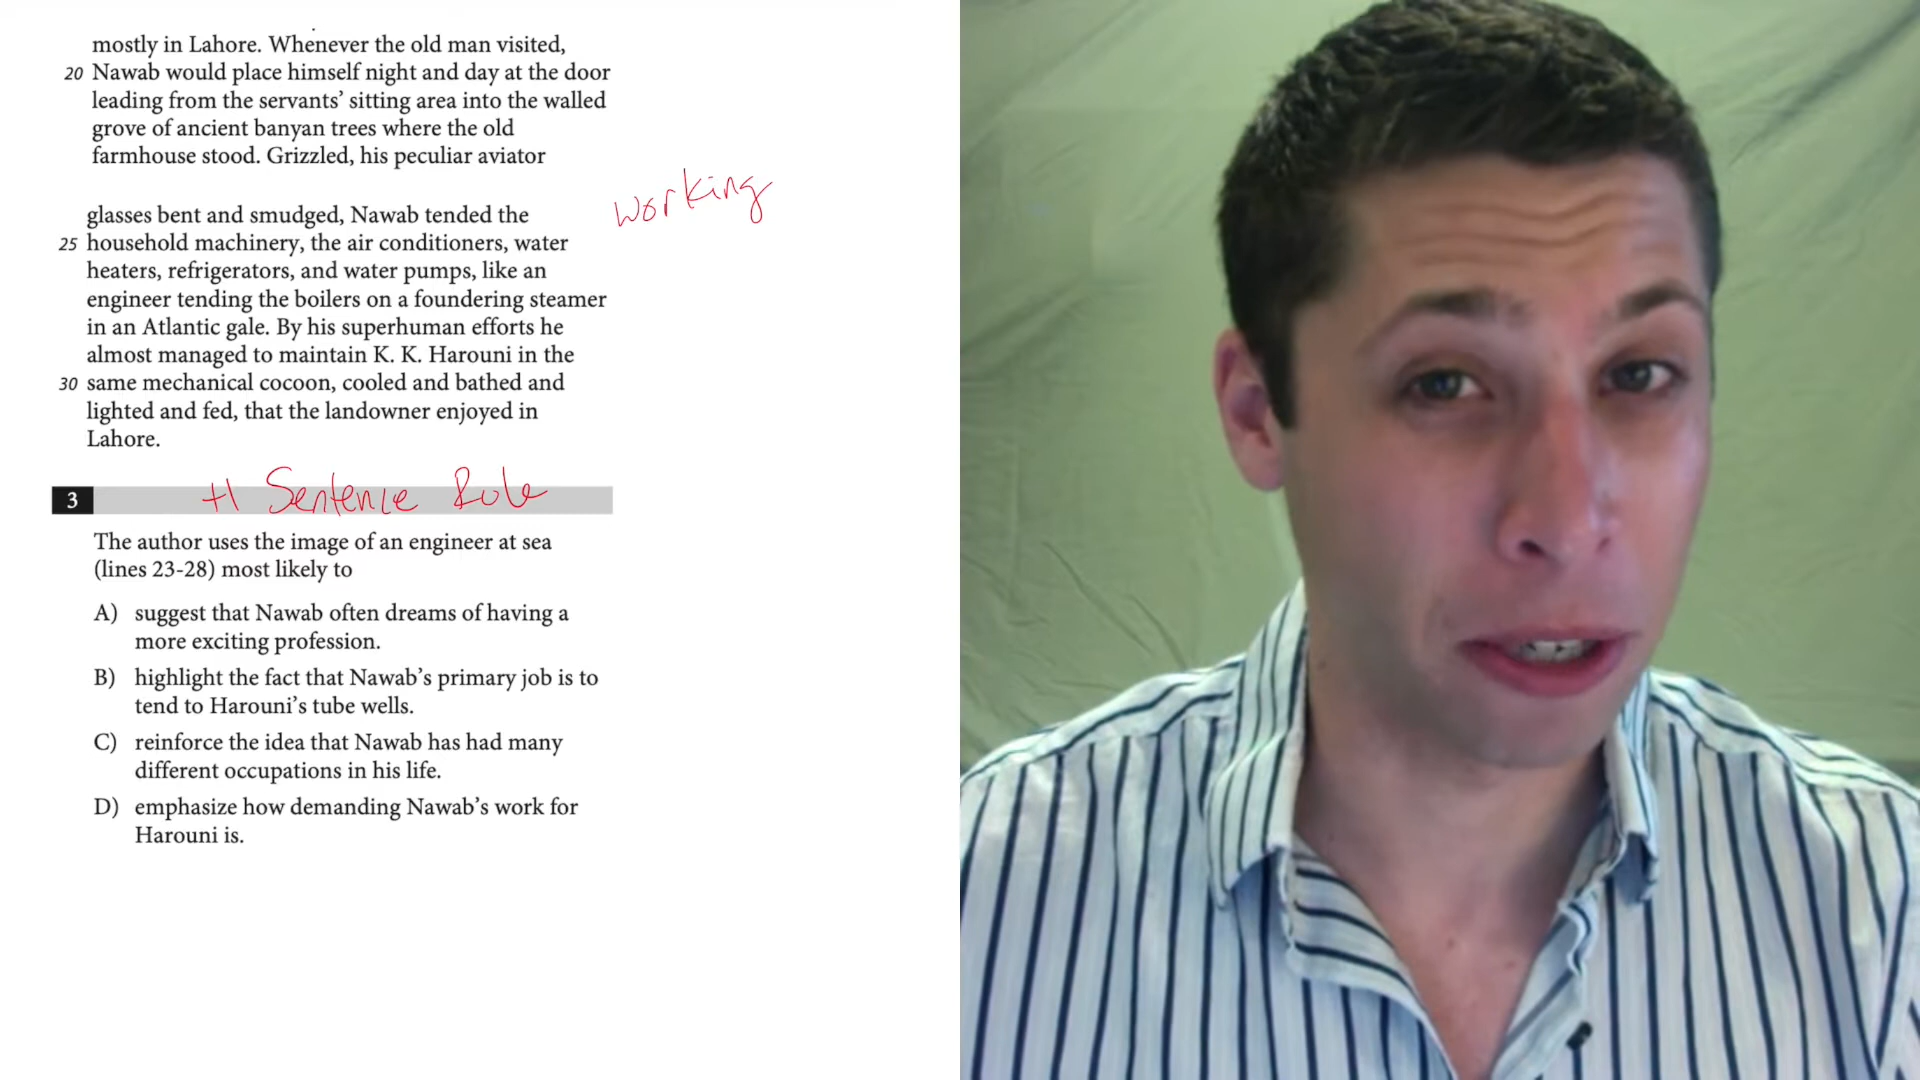 mostly in Lahore. Whenever the old man visited,
20 Nawab would place himself night and day at the door
leading from the servants’ sitting area into the walled
grove of ancient banyan trees where the old
farmhouse stood. Grizzled, his peculiar aviator
working
glasses bent and smudged, Nawab tended the
25 household machinery, the air conditioners, water
heaters, refrigerators, and water pumps, like an
engineer tending the boilers on a foundering steamer
in an Atlantic gale. By his superhuman efforts he
almost managed to maintain K. K. Harouni in the
30 same mechanical cocoon, cooled and bathed and
lighted and fed, that the landowner enjoyed in
Lahore.
3 +1 Sentence Rule
The author uses the image of an engineer at sea
(lines 23-28) most likely to
A) suggest that Nawab often dreams of having a
more exciting profession.
B) highlight the fact that Nawab’s primary job is to
tend to Harouni’s tube wells.
C) reinforce the idea that Nawab has had many
different occupations in his life.
D) emphasize how demanding Nawab’s work for
Harouni is.